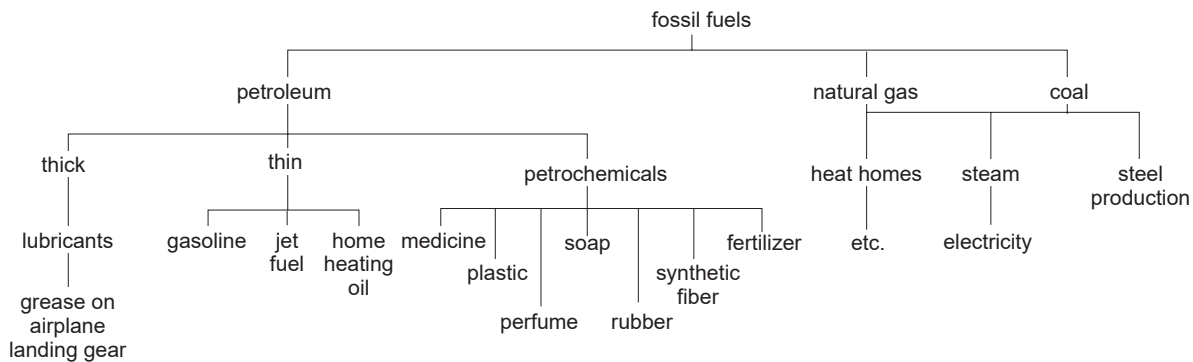 fossil fuels
petroleum
natural gas
coal
thick
thin
petrochemicals
heat homes
steam
steel
production
lubricants
gasoline
jet
fuel
home
heating
oil
medicine
plastic
perfume
soap
rubber
synthetic
fiber
fertilizer
etc.
electricity
grease on
airplane
landing gear